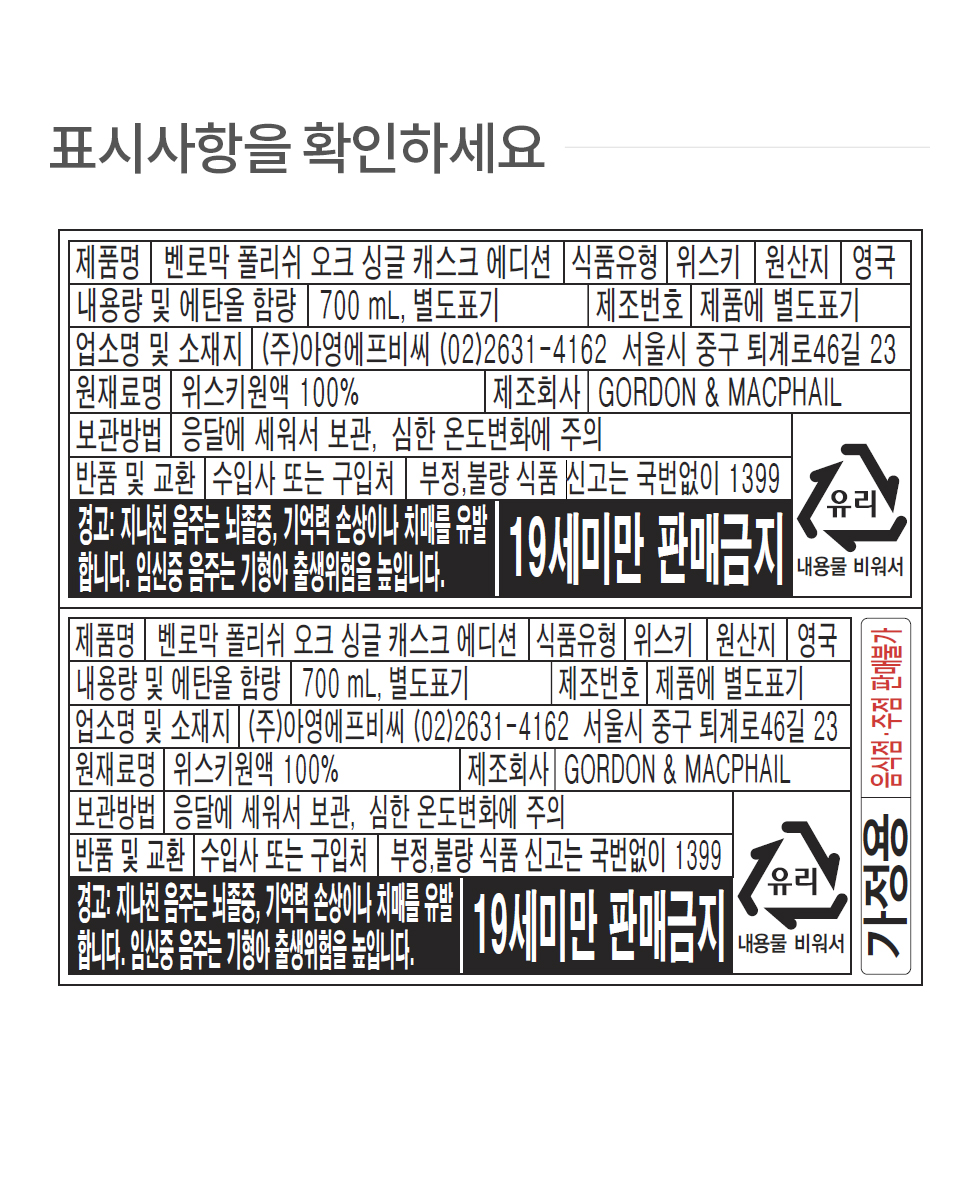 표시사항을 확인하세요
제품명 벤로막 폴리쉬 오크 싱글 캐스크 에디션 식품유형 위스키 원산지 영국
내용량 및 에탄올 함량 700 mL, 별도표기 제조번호 제품에 별도표기
업소명 및 소재지 (주)아영에프비씨 (02)2631-4162 서울시 중구 퇴계로46길 23
원재료명 위스키원액 100% 제조회사 GORDON & MACPHAIL
보관방법 응달에 세워서 보관, 심한 온도변화에 주의
반품 및 교환 수입사 또는 구입처 부정,불량 식품 신고는 국번없이 1399
경고: 지나친 음주는 뇌졸중, 기억력 손상이나 치매를 유발
합니다. 임신중 음주는 기형아 출생위험을 높입니다.
19세미만 판매금지
유리
내용물 비워서
제품명 벤로막 폴리쉬 오크 싱글 캐스크 에디션 식품유형 위스키 원산지 영국
내용량 및 에탄올 함량 700 mL, 별도표기 제조번호 제품에 별도표기
업소명 및 소재지 (주)아영에프비씨 (02)2631-4162 서울시 중구 퇴계로46길 23
원재료명 위스키원액 100% 제조회사 GORDON & MACPHAIL
보관방법 응달에 세워서 보관, 심한 온도변화에 주의
반품 및 교환 수입사 또는 구입처 부정,불량 식품 신고는 국번없이 1399
경고: 지나친 음주는 뇌졸중, 기억력 손상이나 치매를 유발
합니다. 임신중 음주는 기형아 출생위험을 높입니다.
19세미만 판매금지
유리
내용물 비워서
가정용
음식점·주점 판매불가